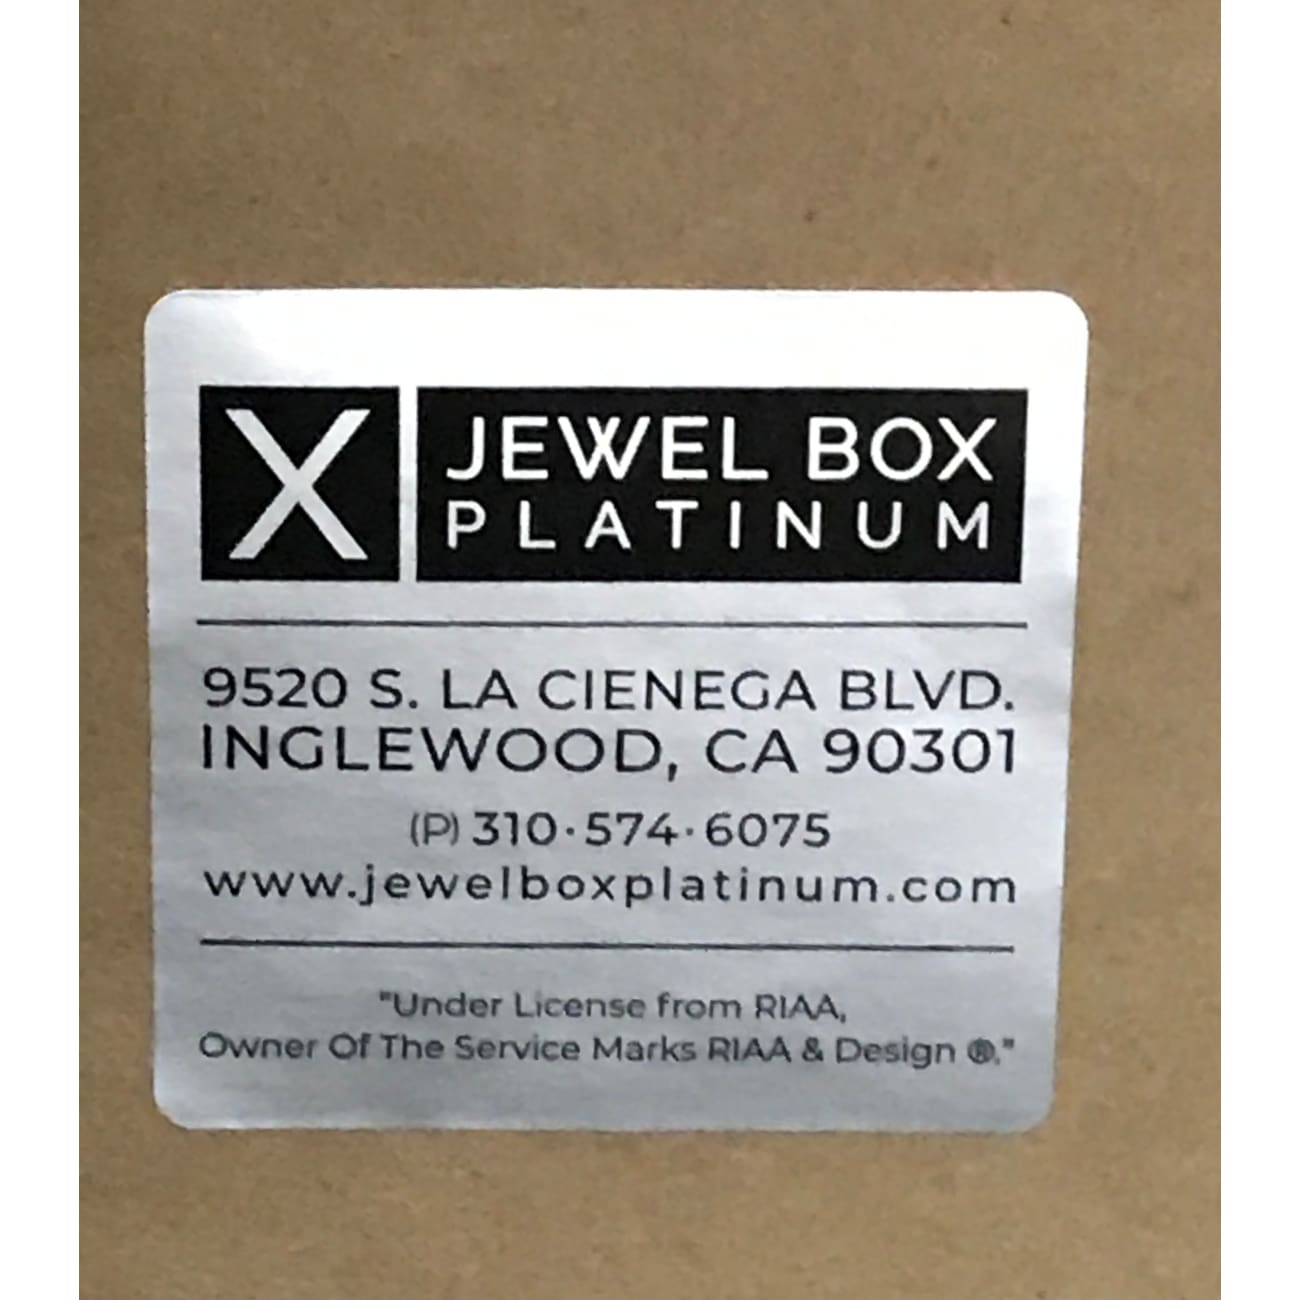 X JEWEL BOX
PLATINUM
9520 S. LA CIENEGA BLVD.
INGLEWOOD, CA 90301
(P) 310·574·6075
www.jewelboxplatinum.com
"Under License from RIAA,
Owner Of The Service Marks RIAA & Design ®."